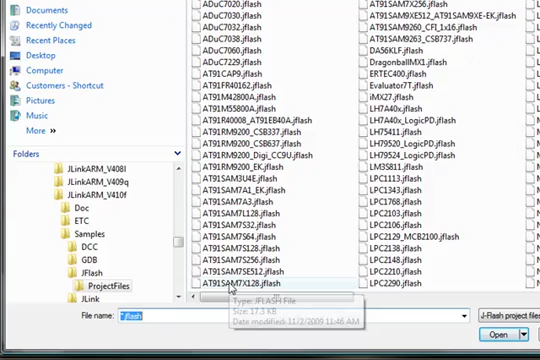 Documents
Recently Changed
Recent Places
Desktop
Computer
Customers - Shortcut
Pictures
Music
More »
Folders
JLinkARM_V408l
JLinkARM_V409q
JLinkARM_V410f
Doc
ETC
Samples
DCC
GDB
JFlash
ProjectFiles
JLink
ADuC7020.jflash
ADuC7030.jflash
ADuC7038.jflash
ADuC7060.jflash
ADuC7229.jflash
AT91CAP9.jflash
AT91FR40162.jflash
AT91M42800A.jflash
AT91M55800A.jflash
AT91R40008_AT91EB40A.jflash
AT91RM9200_CSB337.jflash
AT91RM9200_CSB637.jflash
AT91RM9200_Digi_CC9U.jflash
AT91RM9200_EK.jflash
AT91SAM3U4E.jflash
AT91SAM7A1_EK.jflash
AT91SAM7A3.jflash
AT91SAM7L128.jflash
AT91SAM7S32.jflash
AT91SAM7S64.jflash
AT91SAM7S128.jflash
AT91SAM7S256.jflash
AT91SAM7SE512.jflash
AT91SAM7X128.jflash
AT91SAM7X256.jflash
AT91SAM9XE512_AT91SAM9XE-EK.jflash
AT91SAM9260_CFI_1x16.jflash
AT91SAM9263_CSB737.jflash
DA56KLF.jflash
DragonballMX1.jflash
ERTEC400.jflash
Evaluator7T.jflash
iMX27.jflash
LH7A40x.jflash
LH7A40x_LogicPD.jflash
LH75411.jflash
LH79520_LogicPD.jflash
LH79524_LogicPD.jflash
LM3S811.jflash
LPC1113.jflash
LPC1343.jflash
LPC1768.jflash
LPC2103.jflash
LPC2106.jflash
LPC2129_MCB2100.jflash
LPC2138.jflash
LPC2148.jflash
LPC2210.jflash
LPC2290.jflash
Type: JFLASH File
Size: 17.3 KB
Date modified: 11/2/2009 11:46 AM
File name: *.jflash
J-Flash project files
Open